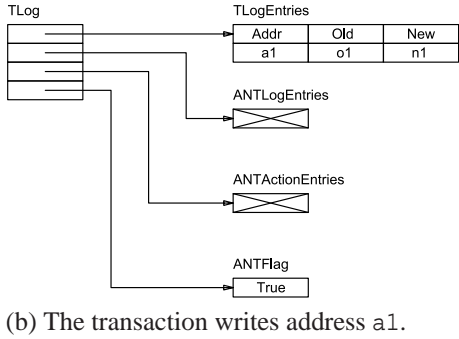 TLog
TLogEntries
Addr Old New
a1 o1 n1
ANTLogEntries
ANTActionEntries
ANTFlag
True
(b) The transaction writes address a1.